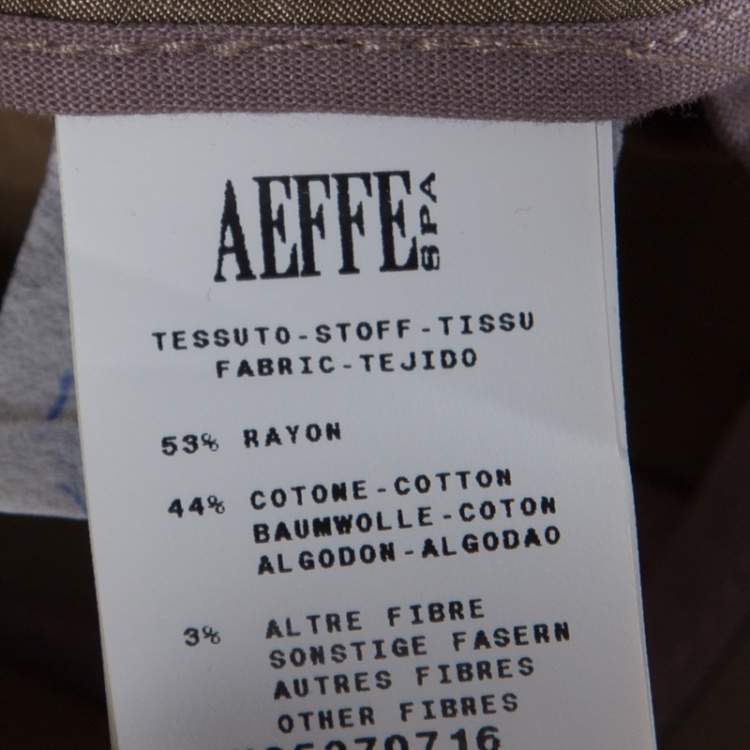 AEFFE SPA
TESSUTO-STOFF-TISSU
FABRIC-TEJIDO
53% RAYON
44% COTONE-COTTON
BAUMWOLLE-COTON
ALGODON-ALGODAO
3% ALTRE FIBRE
SONSTIGE FASERN
AUTRES FIBRES
OTHER FIBRES